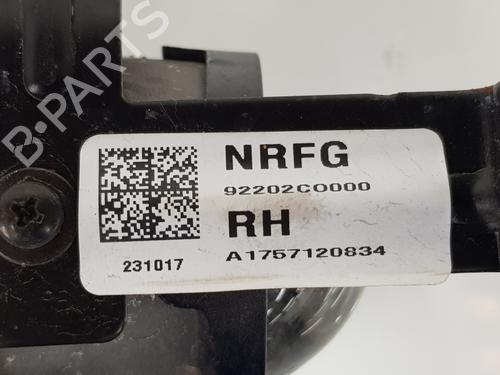 NRFG
92202C0000
RH
231017
A1757120834
B-PARTS